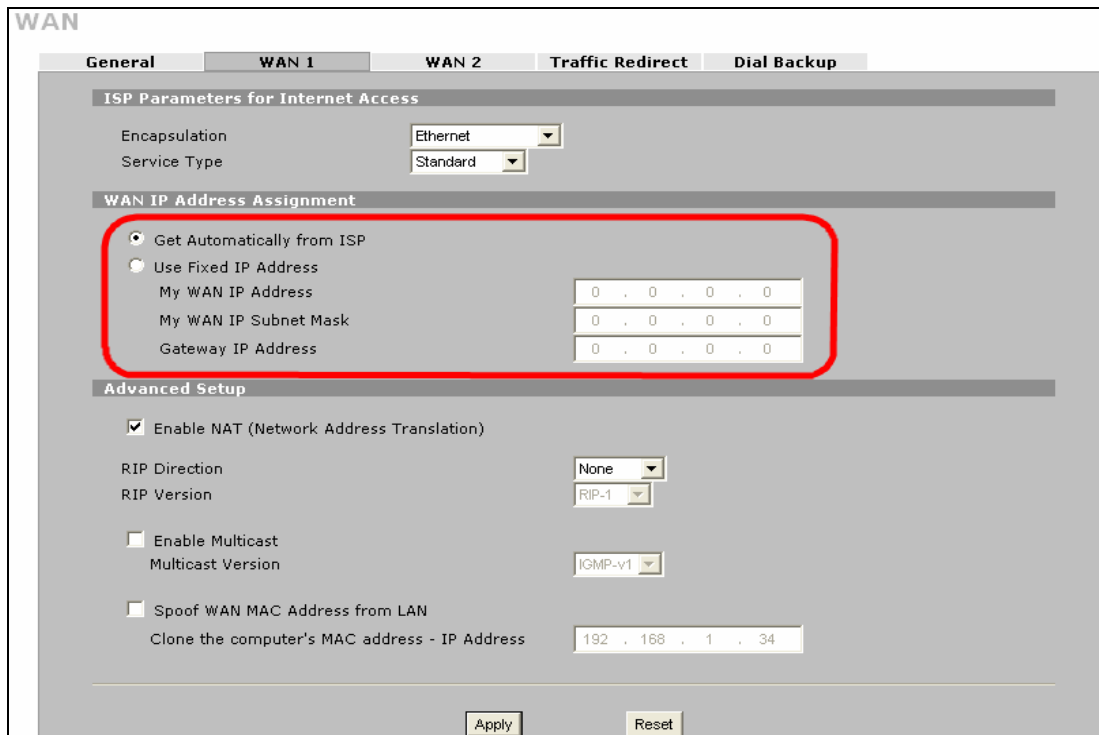 WAN
General WAN 1 WAN 2 Traffic Redirect Dial Backup
ISP Parameters for Internet Access
Encapsulation Ethernet
Service Type Standard
WAN IP Address Assignment
Get Automatically from ISP
Use Fixed IP Address
My WAN IP Address 0 . 0 . 0 . 0
My WAN IP Subnet Mask 0 . 0 . 0 . 0
Gateway IP Address 0 . 0 . 0 . 0
Advanced Setup
Enable NAT (Network Address Translation)
RIP Direction None
RIP Version RIP-1
Enable Multicast
Multicast Version IGMP-v1
Spoof WAN MAC Address from LAN
Clone the computer's MAC address - IP Address 192 . 168 . 1 . 34
Apply Reset